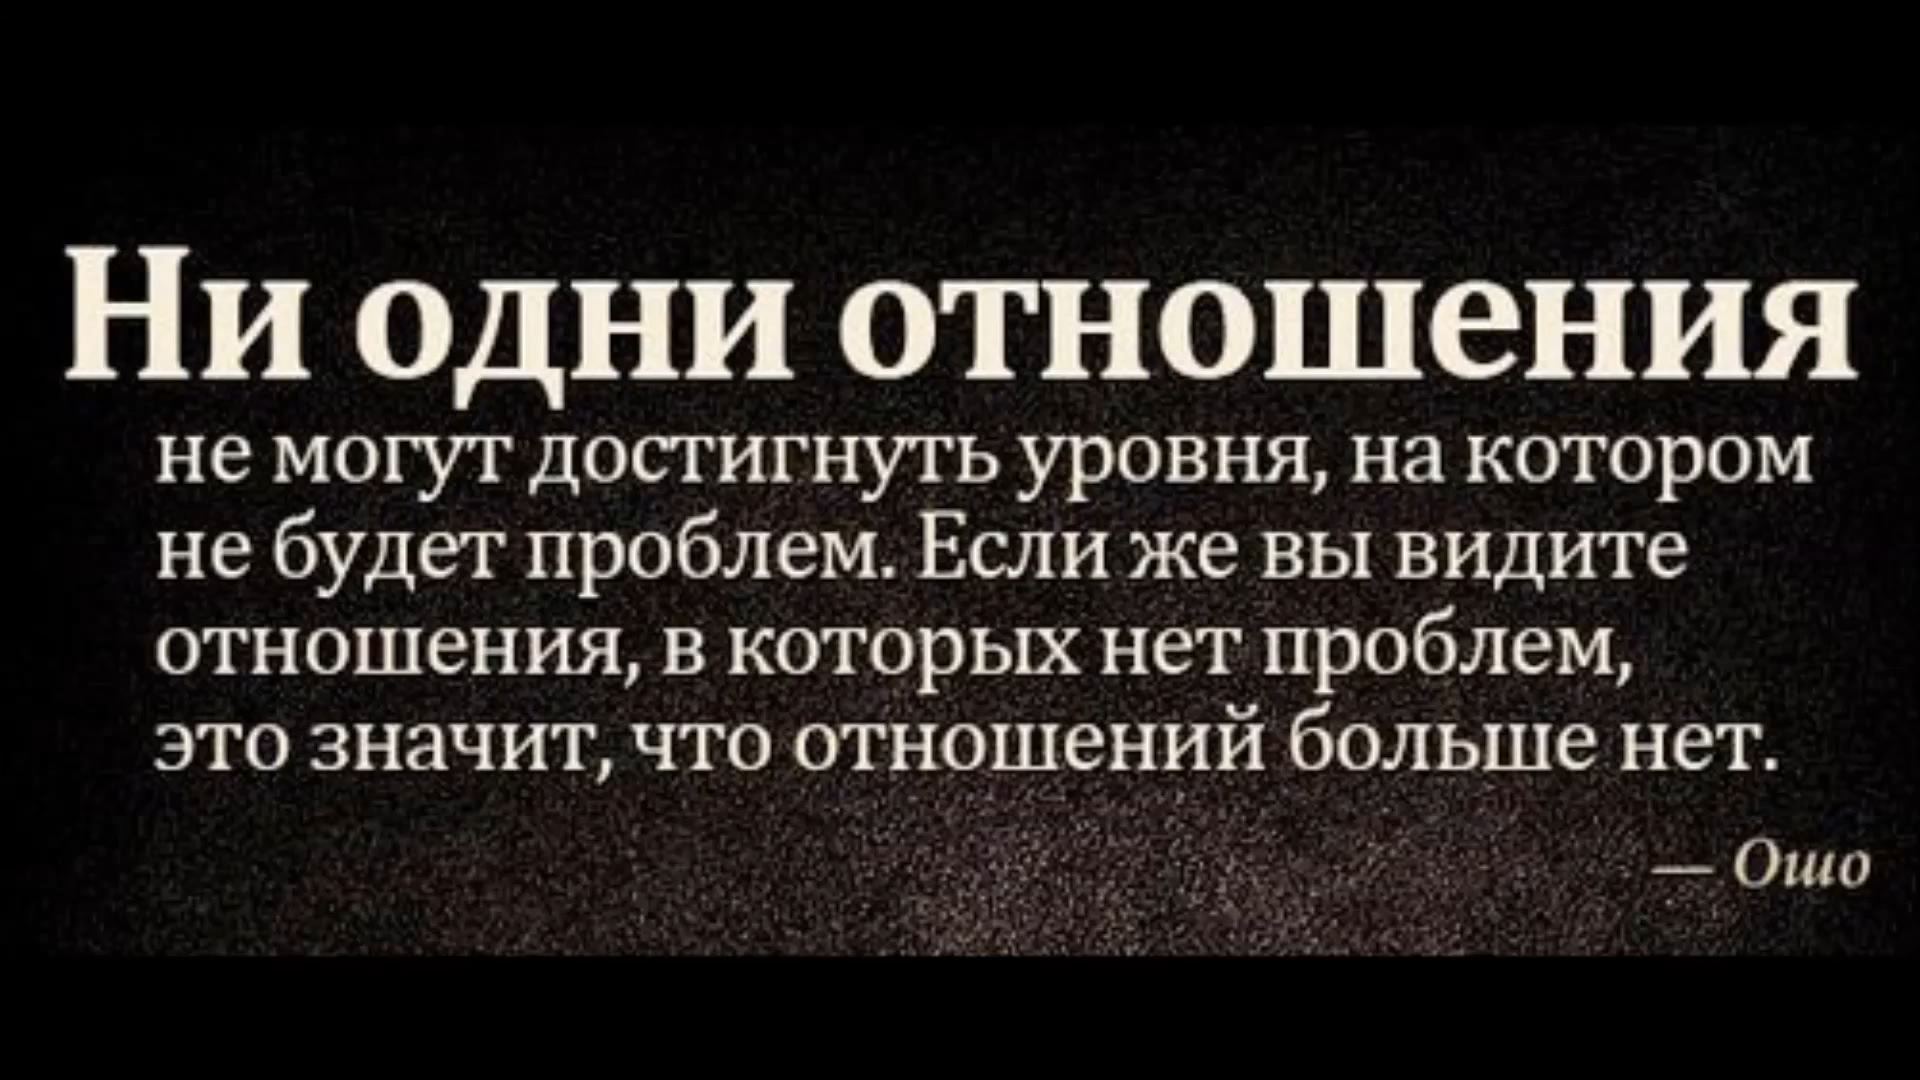 Ни одни отношения
не могут достигнуть уровня, на котором
не будет проблем. Если же вы видите
отношения, в которых нет проблем,
это значит, что отношений больше нет.
— Ошо